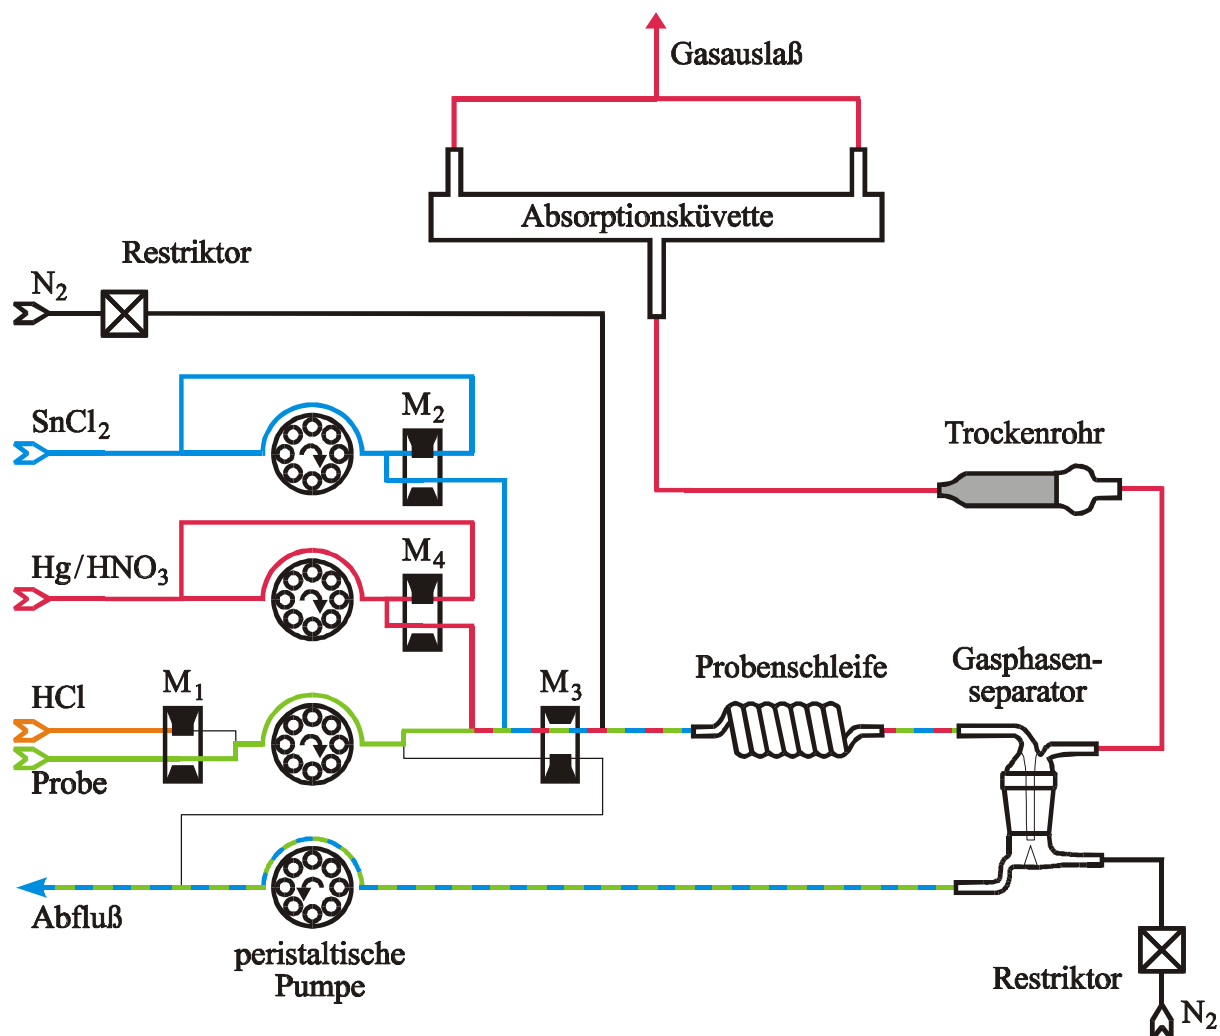 Gasauslaß
Absorptionsküvette
Restriktor
N₂
SnCl₂
M₂
Trockenrohr
Hg/HNO₃
M₄
HCl
M₁
M₃
Probenschleife
Gasphasen-
separator
Probe
Abfluß
peristaltische
Pumpe
Restriktor
N₂